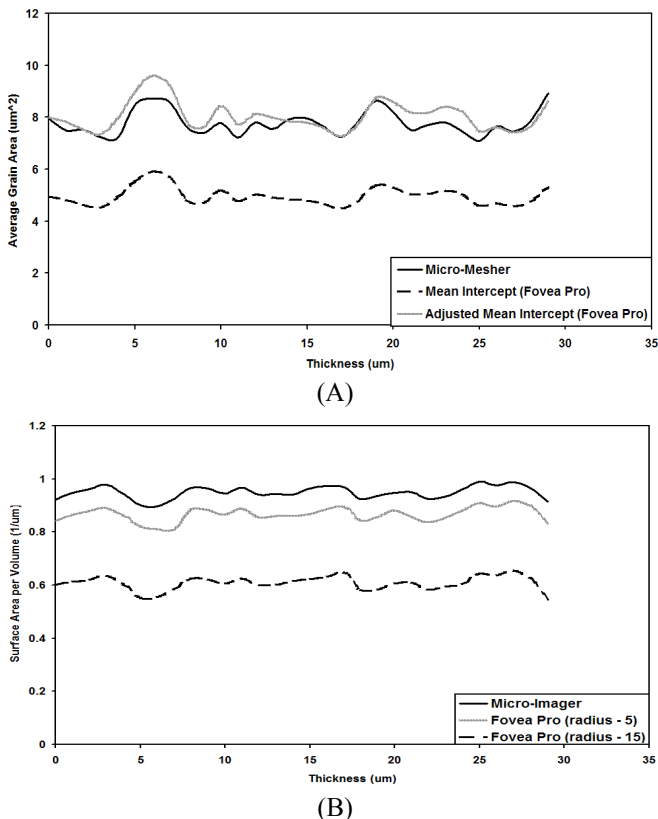 12
10
8
6
4
2
0
Average Grain Area (um^2)
Micro-Mesher
Mean Intercept (Fovea Pro)
Adjusted Mean Intercept (Fovea Pro)
0 5 10 15 20 25 30 35
Thickness (um)
(A)
1.2
1
0.8
0.6
0.4
0.2
0
Surface Area per Volume (1/um)
Micro-Imager
Fovea Pro (radius - 5)
Fovea Pro (radius - 15)
0 5 10 15 20 25 30 35
Thickness (um)
(B)